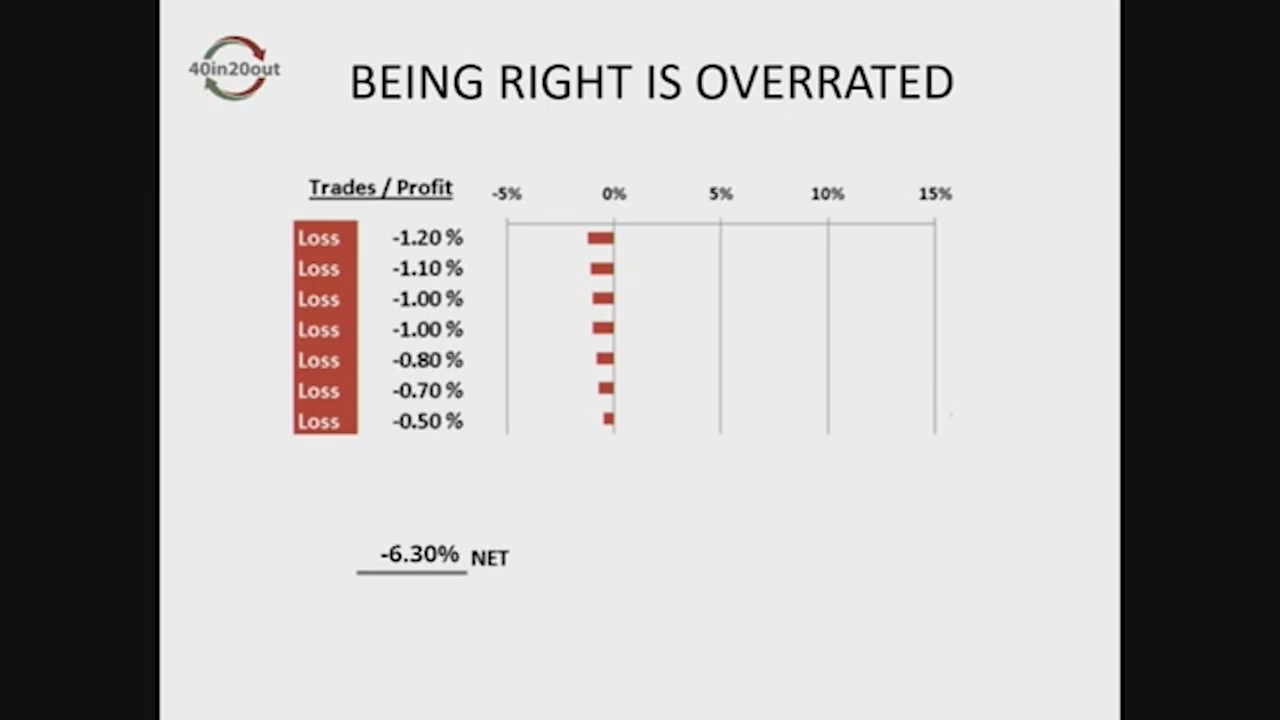 40in20out
BEING RIGHT IS OVERRATED
Trades / Profit
-5% 0% 5% 10% 15%
Loss -1.20 %
Loss -1.10 %
Loss -1.00 %
Loss -1.00 %
Loss -0.80 %
Loss -0.70 %
Loss -0.50 %
-6.30% NET